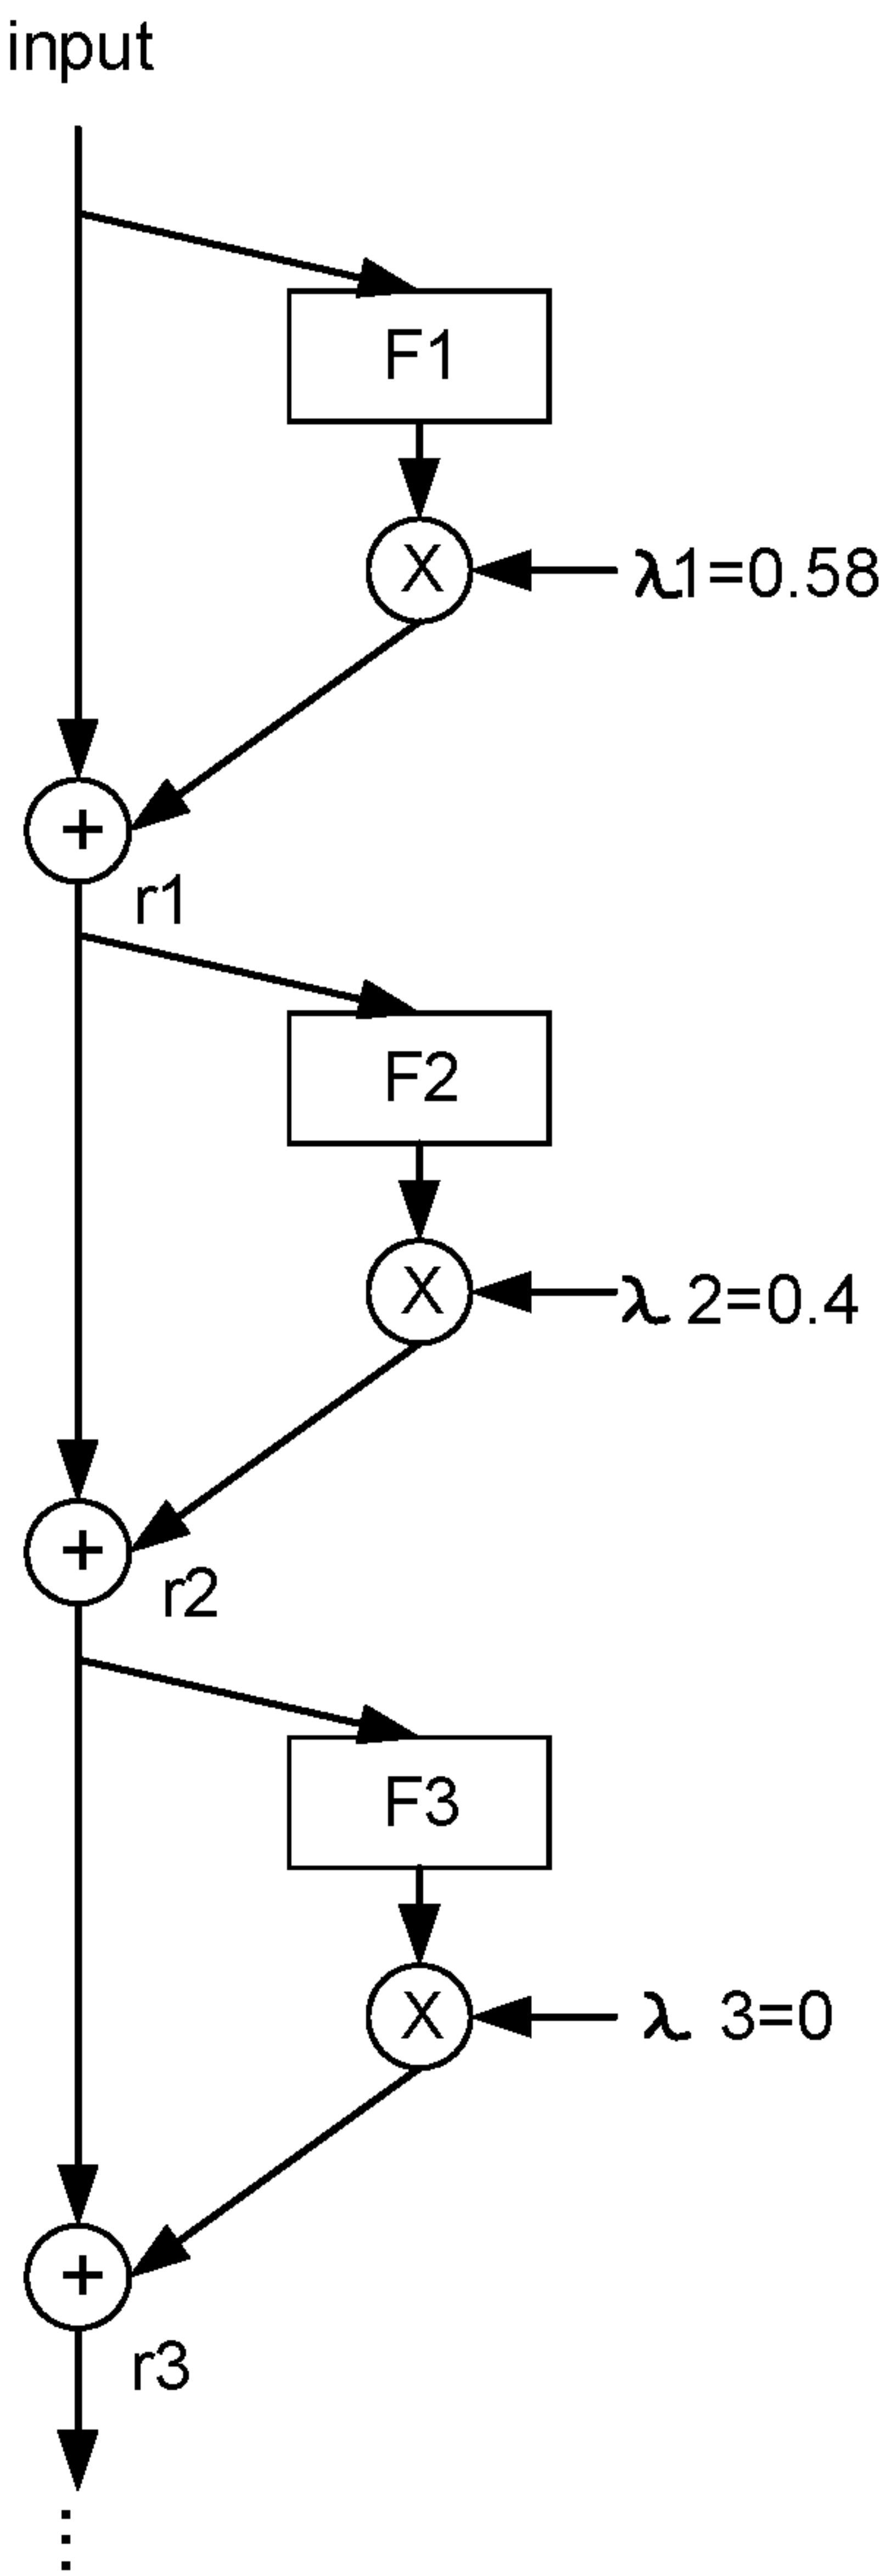 input
F1
X
λ1=0.58
+
r1
F2
X
λ 2=0.4
+
r2
F3
X
λ 3=0
+
r3
⋮